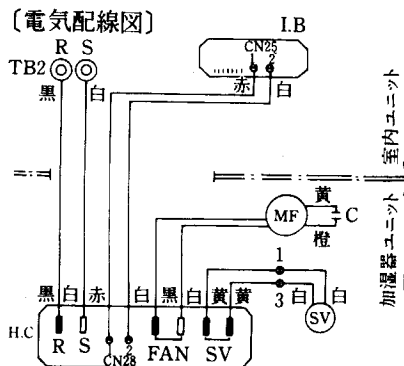 〔電気配線図〕
R S
TB2
I.B
CN25
1 2
黒 白 赤 白
室内ユニット
加湿器ユニット
黄
MF
C
橙
1
3
白 白
SV
黒 白 赤 白 黒 白 黄 黄
H.C
R S
1 2
CN28
FAN SV